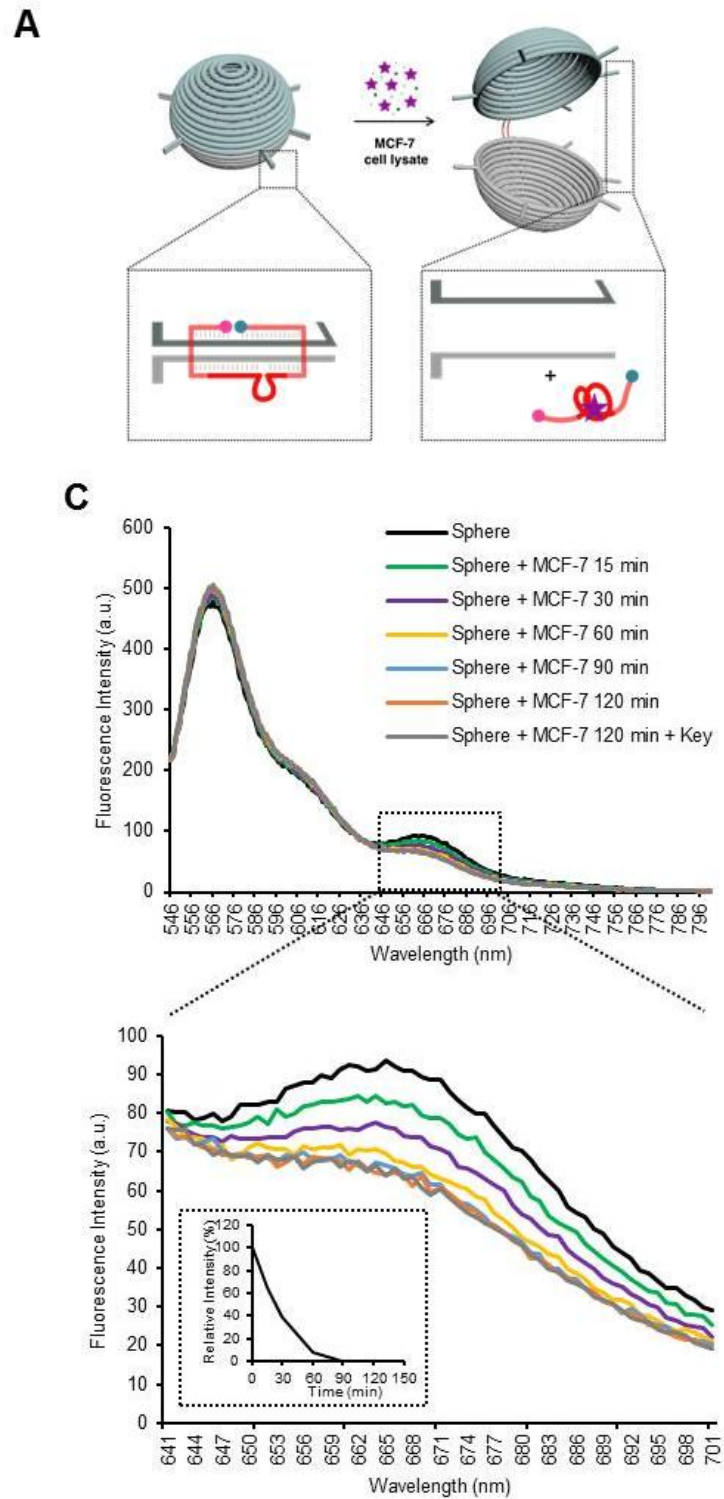 A
MCF-7
cell lysate
+
C
600
500
400
300
200
100
0
Fluorescence Intensity (a.u.)
Sphere
Sphere + MCF-7 15 min
Sphere + MCF-7 30 min
Sphere + MCF-7 60 min
Sphere + MCF-7 90 min
Sphere + MCF-7 120 min
Sphere + MCF-7 120 min + Key
546 556 566 576 586 596 606 616 626 636 646 656 666 676 686 696 706 716 726 736 746 756 766 776 786 796
Wavelength (nm)
100
90
80
70
60
50
40
30
20
10
0
Fluorescence Intensity (a.u.)
120
100
80
60
40
20
0
Relative Intensity (%)
0 30 60 90 120 150
Time (min)
641 644 647 650 653 656 659 662 665 668 671 674 677 680 683 686 689 692 695 698 701
Wavelength (nm)